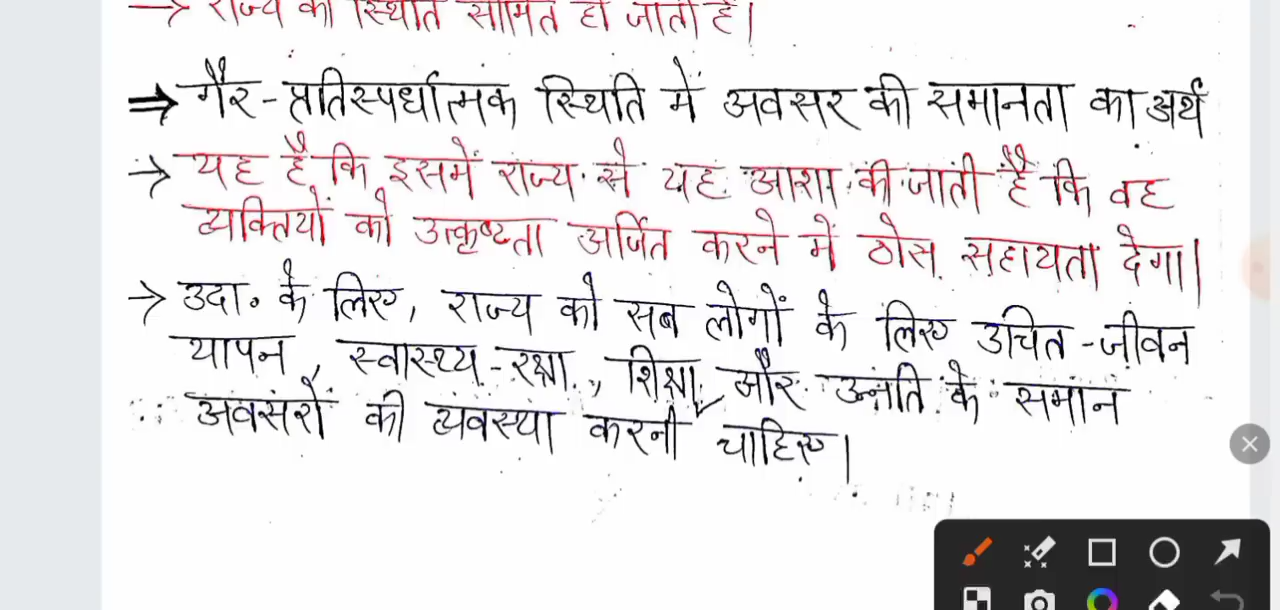 → राज्य की स्थिति सीमित हो जाती है।
⇒ गैर-प्रतिस्पर्धात्मक स्थिति में अवसर की समानता का अर्थ
→ यह है कि इसमें राज्य से यह आशा की जाती है कि वह
व्यक्तियों को उत्कृष्टता अर्जित करने में ठोस सहायता देगा।
→ उदा. के लिए, राज्य को सब लोगों के लिए उचित-जीवन
यापन, स्वास्थ्य-रक्षा, शिक्षा और उन्नति के समान
अवसरों की व्यवस्था करनी चाहिए।